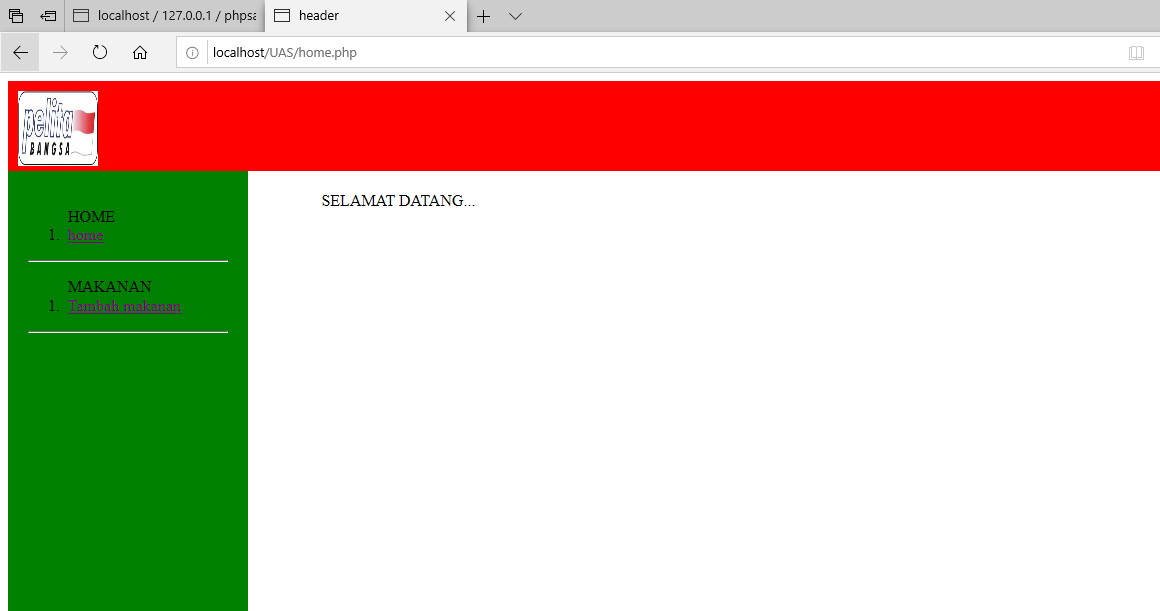 localhost / 127.0.0.1 / phpsa
header
localhost/UAS/home.php
pelita
BANGSA
SELAMAT DATANG...
HOME
1. home
MAKANAN
1. Tambah makanan